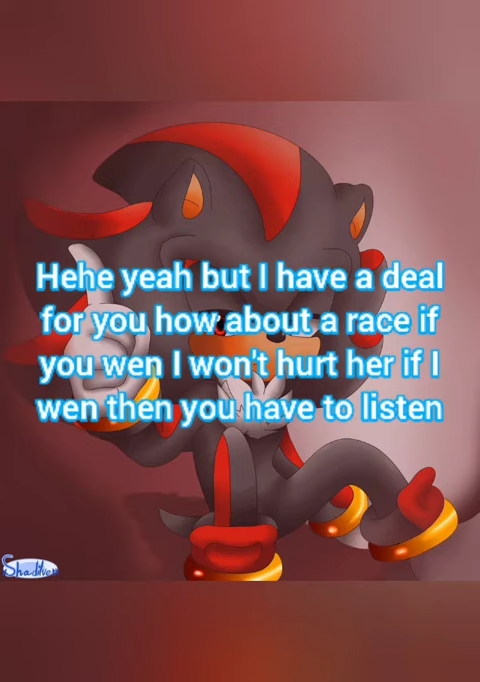 Hehe yeah but I have a deal
for you how about a race if
you wen I won't hurt her if I
wen then you have to listen